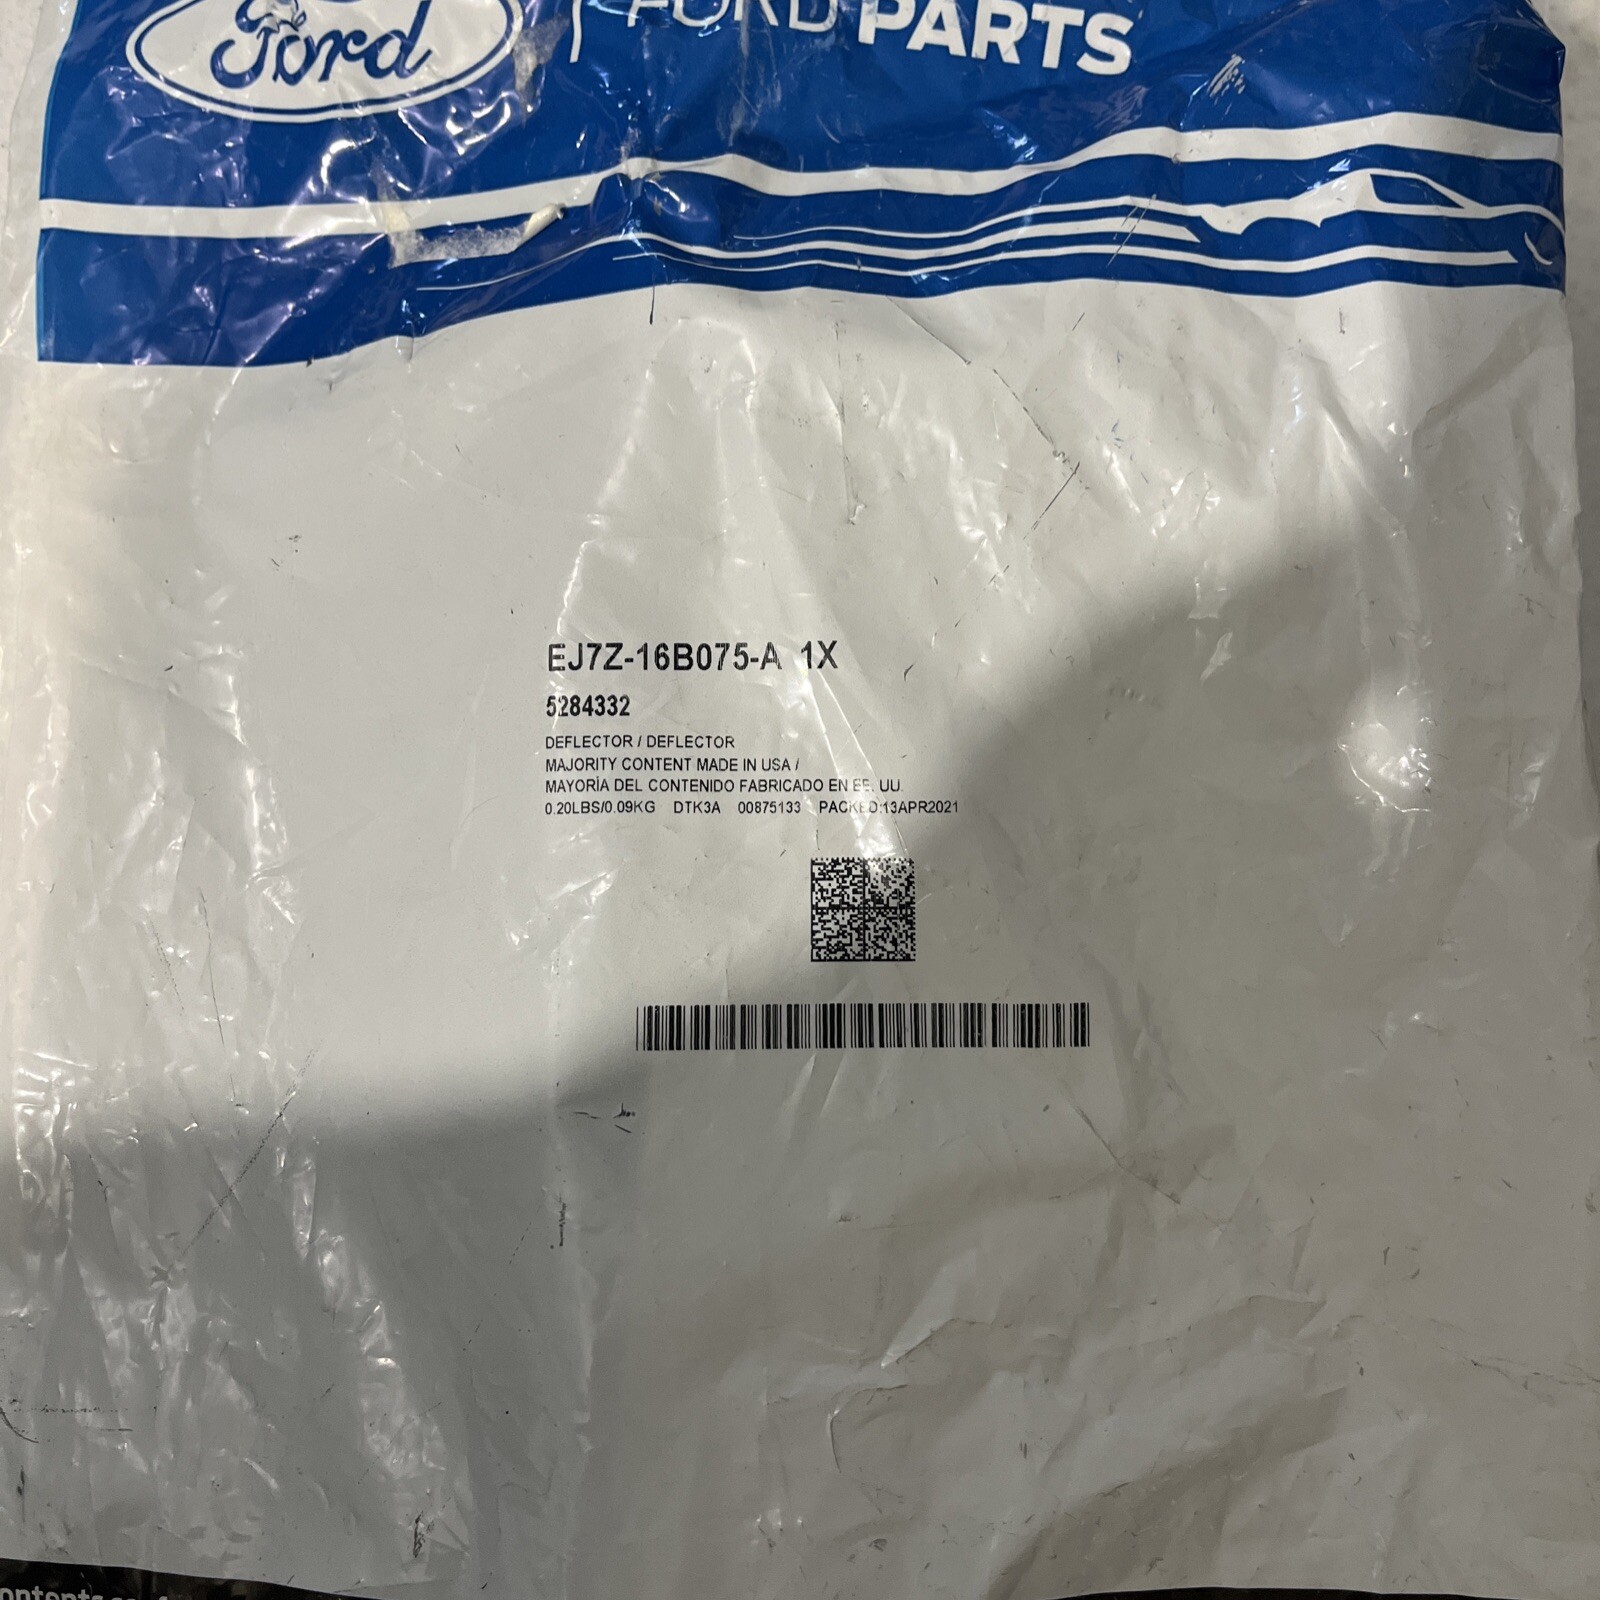 Ford
FORD PARTS
EJ7Z-16B075-A 1X
5284332
DEFLECTOR / DEFLECTOR
MAJORITY CONTENT MADE IN USA /
MAYORÍA DEL CONTENIDO FABRICADO EN EE. UU.
0.20LBS/0.09KG DTK3A 00875133 PACKED:13APR2021